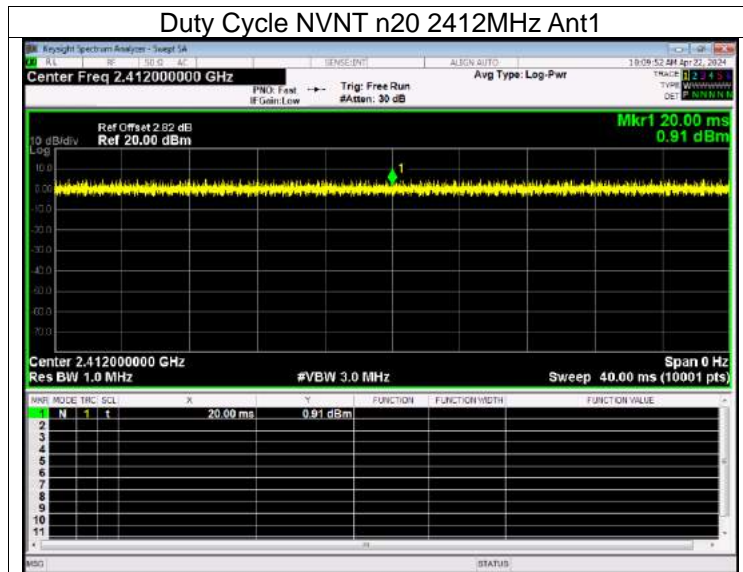 Duty Cycle NVNT n20 2412MHz Ant1
Keysight Spectrum Analyzer - Swept SA
RL RF 50 Ω AC SENSE:INT ALIGN AUTO 10:09:52 AM Apr 22, 2024
Center Freq 2.412000000 GHz
PNO: Fast
IFGain:Low
Trig: Free Run
#Atten: 30 dB
Avg Type: Log-Pwr
TRACE 1 2 3 4 5 6
TYPE WWWWWW
DET P N N N N N
Ref Offset 2.82 dB
10 dB/div Ref 20.00 dBm
Log
Mkr1 20.00 ms
0.91 dBm
10.0
0.00
-10.0
-20.0
-30.0
-40.0
-50.0
-60.0
-70.0
1
Center 2.412000000 GHz Span 0 Hz
Res BW 1.0 MHz #VBW 3.0 MHz Sweep 40.00 ms (10001 pts)
MKR MODE TRC SCL X Y FUNCTION FUNCTION WIDTH FUNCTION VALUE
1 N 1 t 20.00 ms 0.91 dBm
2
3
4
5
6
7
8
9
10
11
MSG STATUS